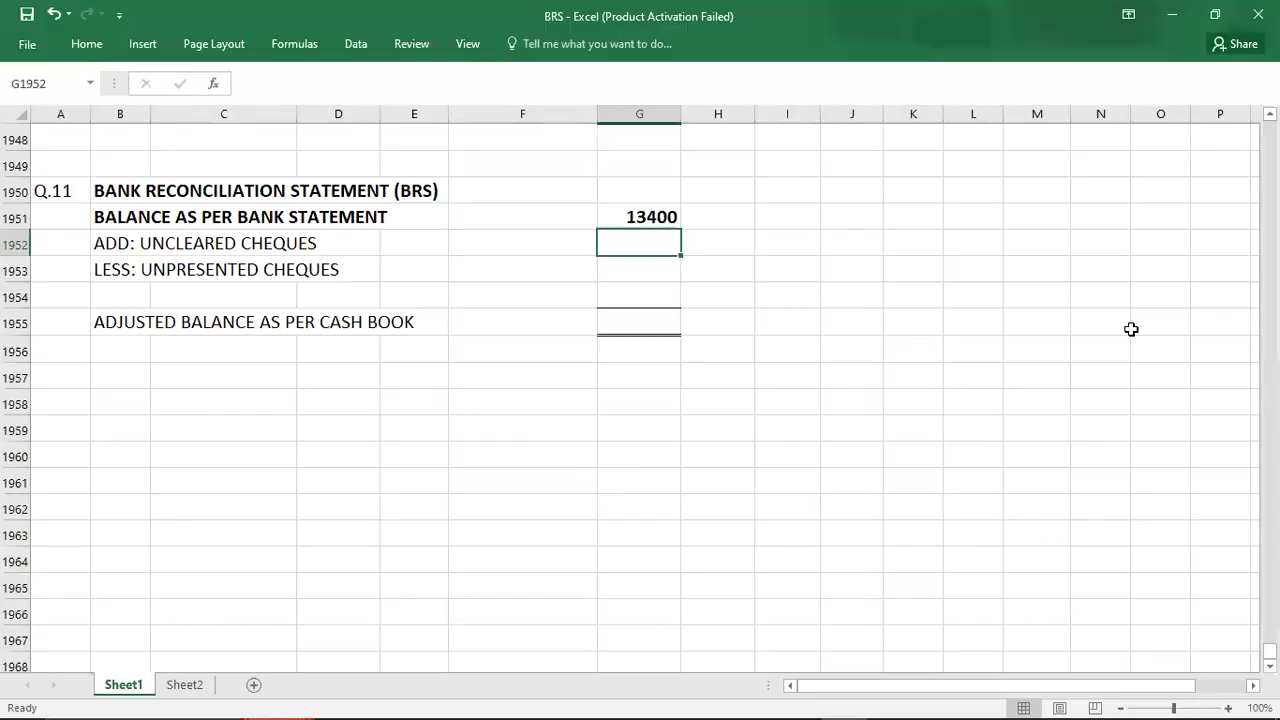 BRS - Excel (Product Activation Failed)
File Home Insert Page Layout Formulas Data Review View Tell me what you want to do... Share
G1952 fx
A B C D E F G H I J K L M N O P
1948
1949
1950 Q.11 BANK RECONCILIATION STATEMENT (BRS)
1951 BALANCE AS PER BANK STATEMENT 13400
1952 ADD: UNCLEARED CHEQUES
1953 LESS: UNPRESENTED CHEQUES
1954
1955 ADJUSTED BALANCE AS PER CASH BOOK
1956
1957
1958
1959
1960
1961
1962
1963
1964
1965
1966
1967
1968
Sheet1 Sheet2
Ready 100%